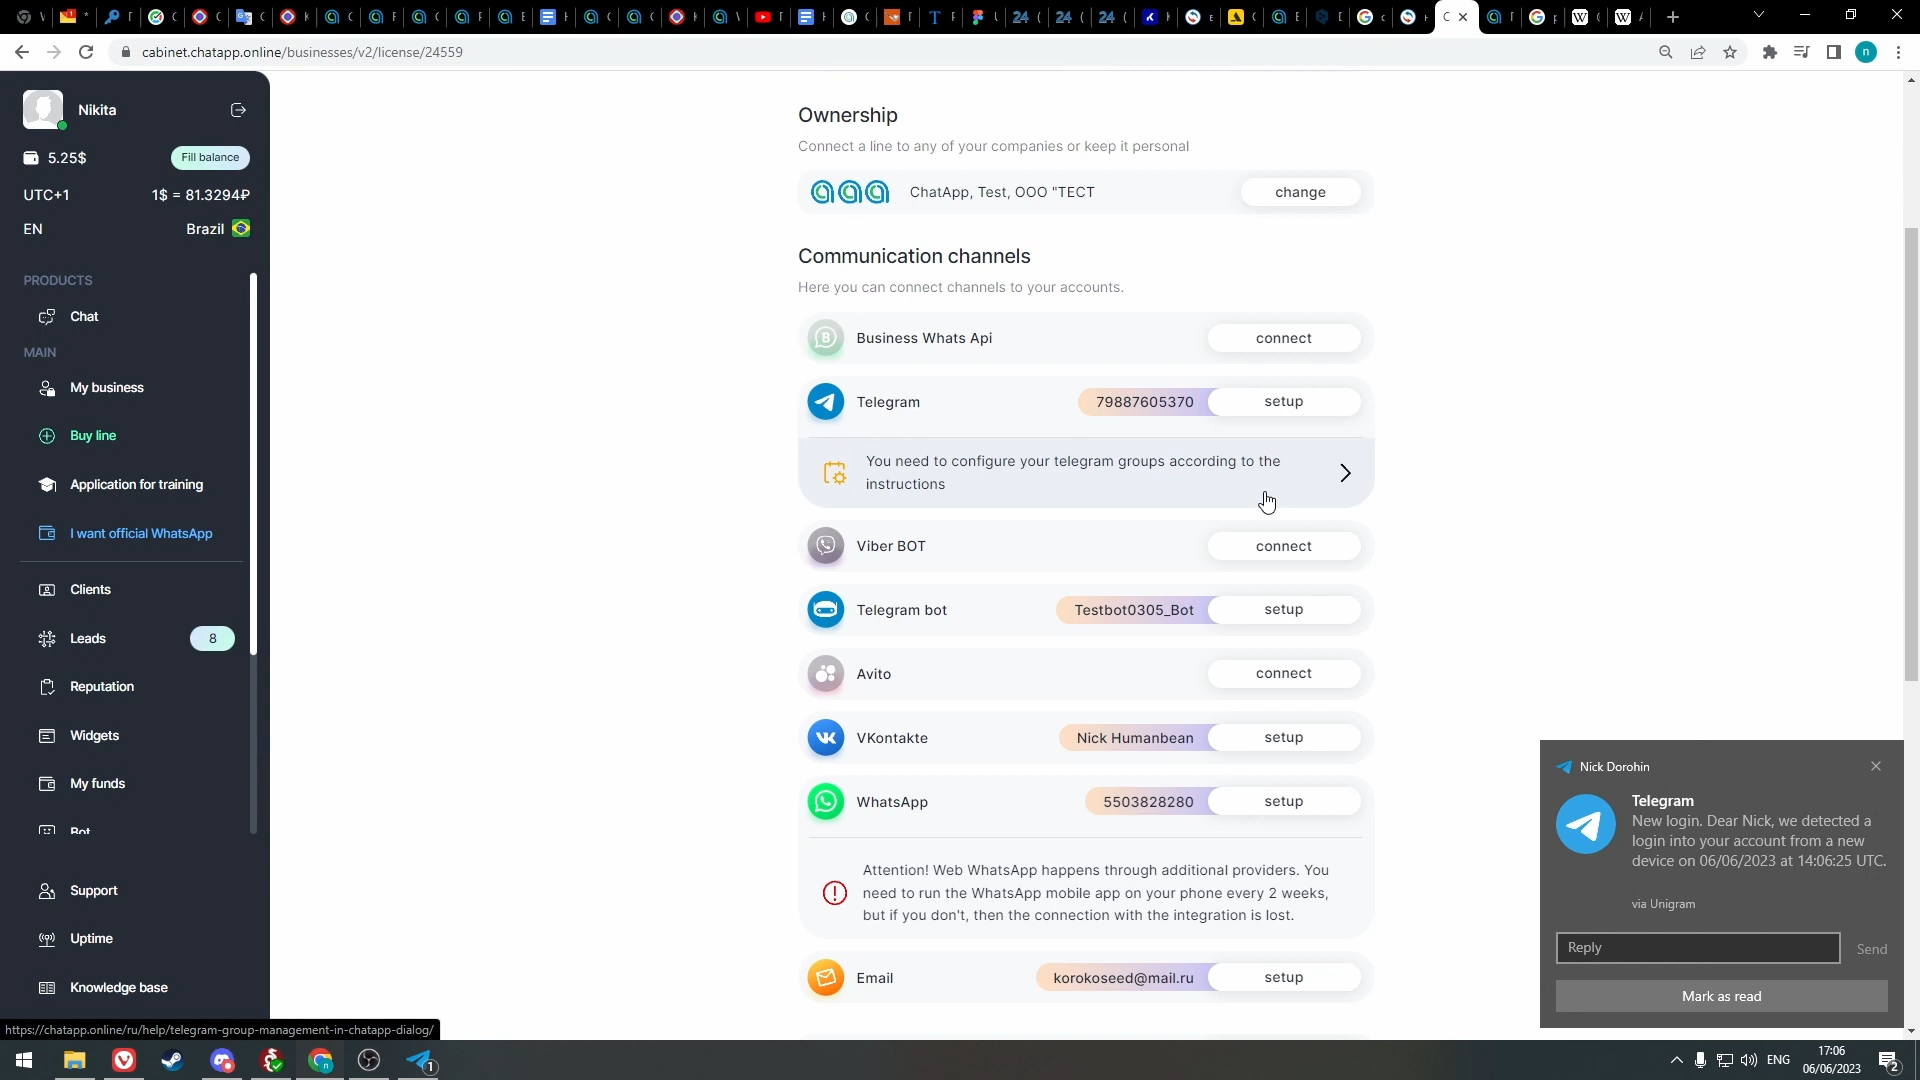 cabinet.chatapp.online/businesses/v2/license/24559
Nikita
5.25$
Fill balance
UTC+1
1$ = 81.3294₽
EN
Brazil
PRODUCTS
Chat
MAIN
My business
Buy line
Application for training
I want official WhatsApp
Clients
Leads
8
Reputation
Widgets
My funds
Bot
Support
Uptime
Knowledge base
Ownership
Connect a line to any of your companies or keep it personal
ChatApp, Test, ООО "ТЕСТ
change
Communication channels
Here you can connect channels to your accounts.
Business Whats Api
connect
Telegram
79887605370
setup
You need to configure your telegram groups according to the
instructions
Viber BOT
connect
Telegram bot
Testbot0305_Bot
setup
Avito
connect
VKontakte
Nick Humanbean
setup
WhatsApp
5503828280
setup
Attention! Web WhatsApp happens through additional providers. You
need to run the WhatsApp mobile app on your phone every 2 weeks,
but if you don't, then the connection with the integration is lost.
Email
korokoseed@mail.ru
setup
Nick Dorohin
Telegram
New login. Dear Nick, we detected a
login into your account from a new
device on 06/06/2023 at 14:06:25 UTC.
via Unigram
Reply
Send
Mark as read
https://chatapp.online/ru/help/telegram-group-management-in-chatapp-dialog/
ENG
17:06
06/06/2023